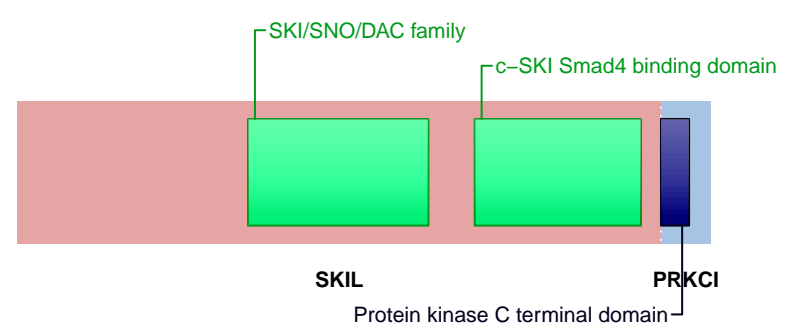 SKI/SNO/DAC family
c−SKI Smad4 binding domain
SKIL
PRKCI
Protein kinase C terminal domain